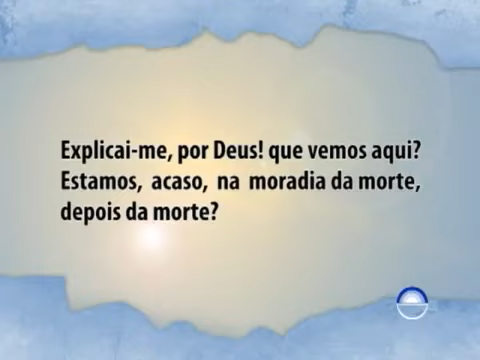 Explicai-me, por Deus! que vemos aqui?
Estamos, acaso, na moradia da morte,
depois da morte?